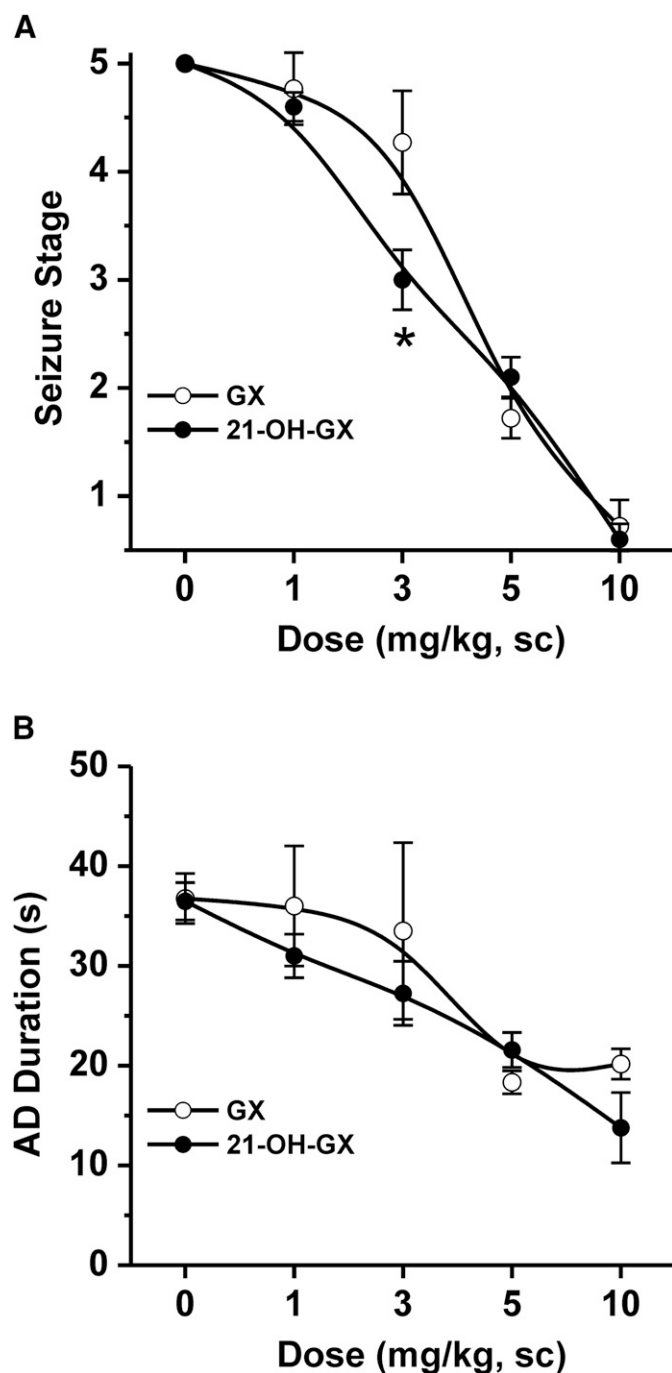 A
Seizure Stage
5
4
3
2
1
*
GX
21-OH-GX
0 1 3 5 10
Dose (mg/kg, sc)
B
AD Duration (s)
50
40
30
20
10
0
GX
21-OH-GX
0 1 3 5 10
Dose (mg/kg, sc)